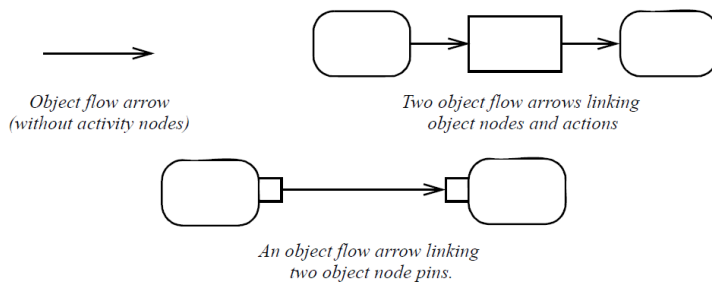 Object flow arrow
(without activity nodes)
Two object flow arrows linking
object nodes and actions
An object flow arrow linking
two object node pins.